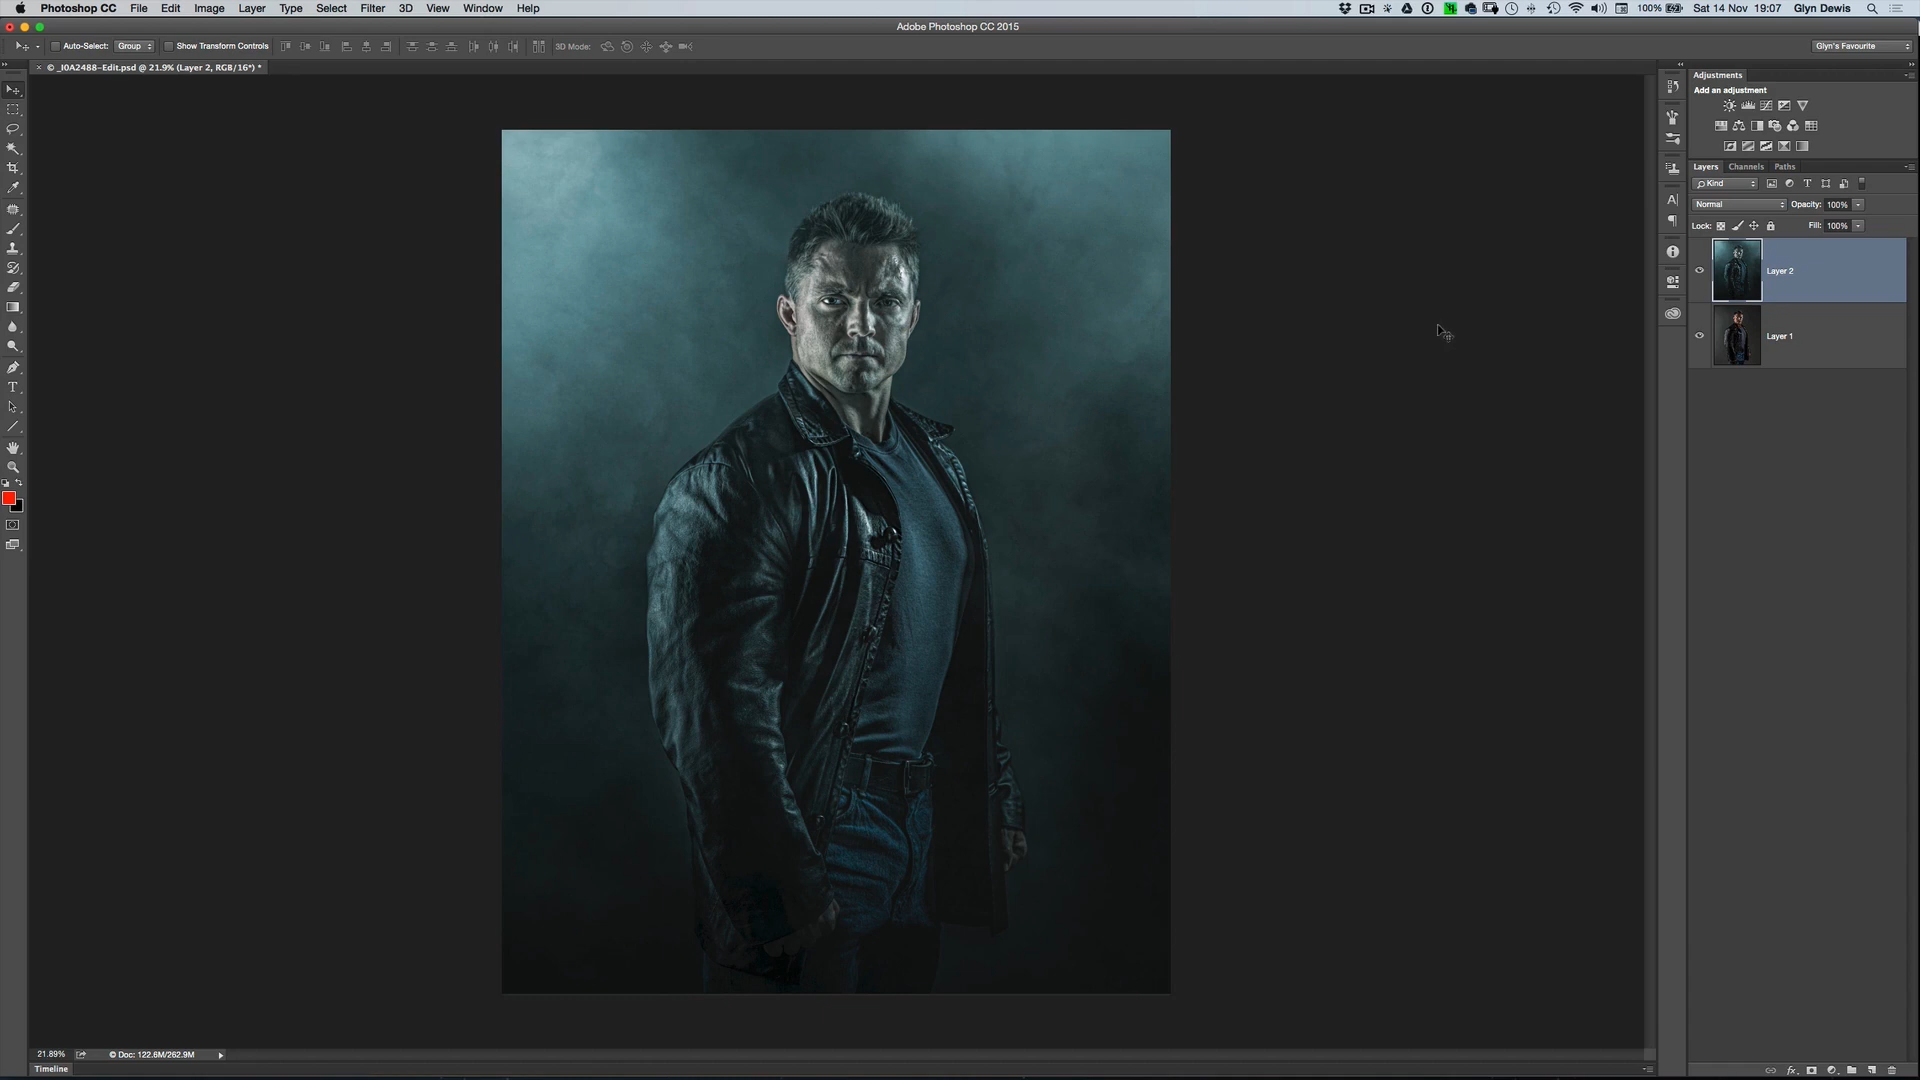 Photoshop CC File Edit Image Layer Type Select Filter 3D View Window Help 100% Sat 14 Nov 19:07 Glyn Dewis
Adobe Photoshop CC 2015
Auto-Select: Group Show Transform Controls 3D Mode: Glyn's Favourite
© _I0A2488-Edit.psd @ 21.9% (Layer 2, RGB/16*) *
Adjustments
Add an adjustment
Layers Channels Paths
Kind
Normal Opacity: 100%
Lock: Fill: 100%
Layer 2
Layer 1
21.89% © Doc: 122.6M/262.9M
Timeline